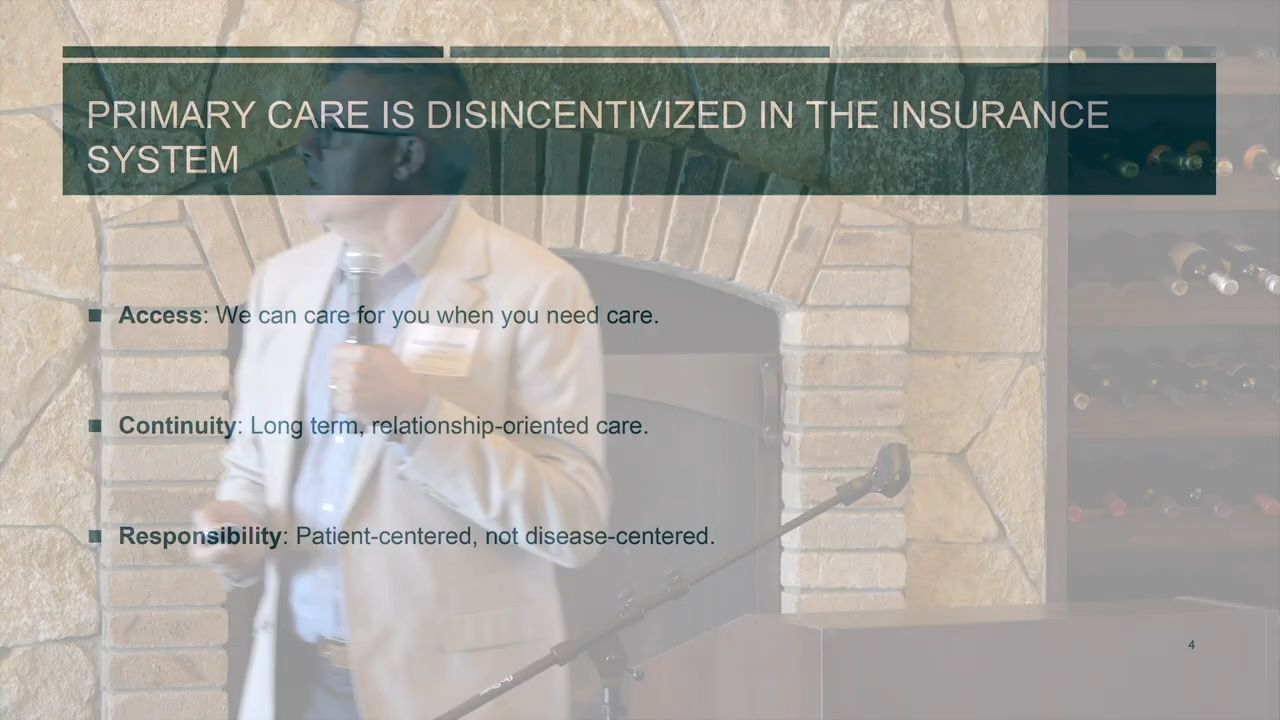 PRIMARY CARE IS DISINCENTIVIZED IN THE INSURANCE
SYSTEM
■ Access: We can care for you when you need care.
■ Continuity: Long term, relationship-oriented care.
■ Responsibility: Patient-centered, not disease-centered.
4